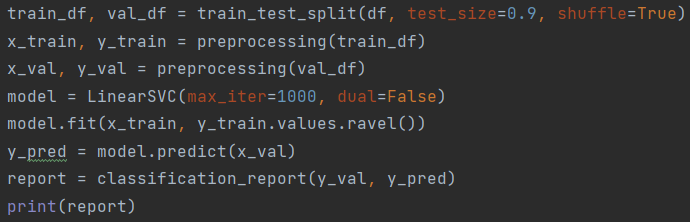 train_df, val_df = train_test_split(df, test_size=0.9, shuffle=True)
x_train, y_train = preprocessing(train_df)
x_val, y_val = preprocessing(val_df)
model = LinearSVC(max_iter=1000, dual=False)
model.fit(x_train, y_train.values.ravel())
y_pred = model.predict(x_val)
report = classification_report(y_val, y_pred)
print(report)